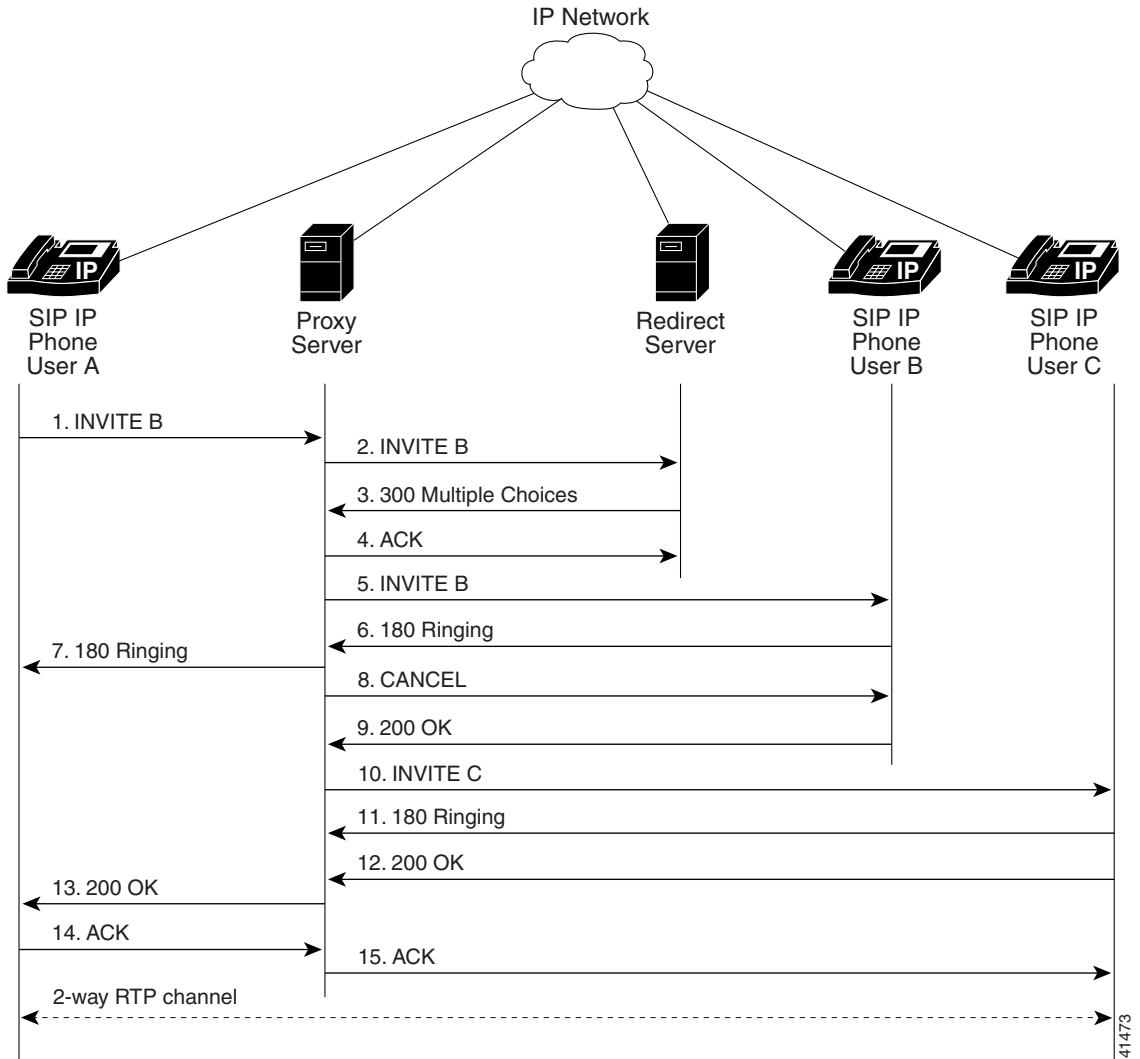 IP Network
IP
IP
IP
SIP IP
Phone
User A
Proxy
Server
Redirect
Server
SIP IP
Phone
User B
SIP IP
Phone
User C
1. INVITE B
2. INVITE B
3. 300 Multiple Choices
4. ACK
5. INVITE B
6. 180 Ringing
7. 180 Ringing
8. CANCEL
9. 200 OK
10. INVITE C
11. 180 Ringing
12. 200 OK
13. 200 OK
14. ACK
15. ACK
2-way RTP channel
41473